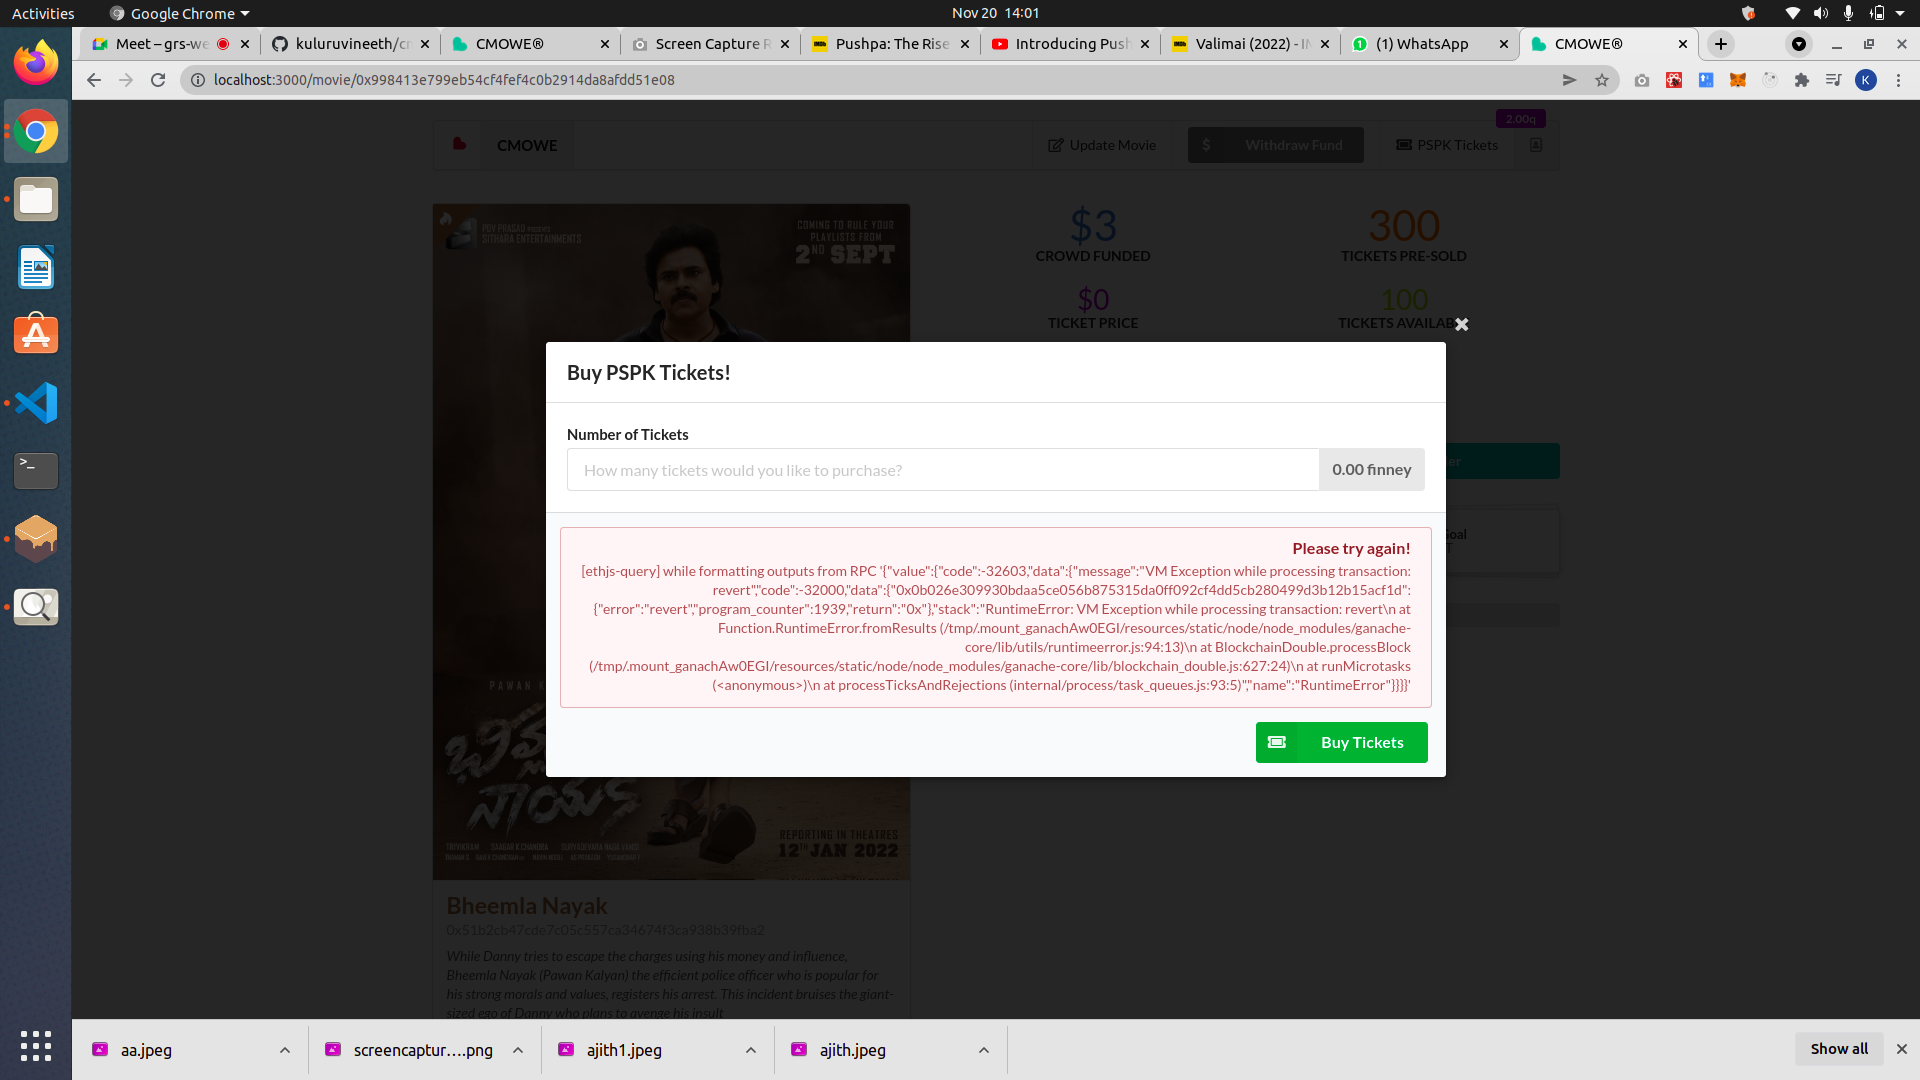 Activities
Google Chrome
Nov 20 14:01
Meet – grs-we
kuluruvineeth/cr
CMOWE®
Screen Capture R
Pushpa: The Rise
Introducing Push
Valimai (2022) - IM
(1) WhatsApp
CMOWE®
localhost:3000/movie/0x998413e799eb54cf4fef4c0b2914da8afdd51e08
K
2.00q
CMOWE
Update Movie
$ Withdraw Fund
PSPK Tickets
PDV PRASAD PRESENTS
SITHARA ENTERTAINMENTS
COMING TO RULE YOUR
PLAYLISTS FROM
2ND SEPT
$3
CROWD FUNDED
300
TICKETS PRE-SOLD
$0
TICKET PRICE
100
TICKETS AVAILAB
Buy PSPK Tickets!
Number of Tickets
How many tickets would you like to purchase?
0.00 finney
Please try again!
[ethjs-query] while formatting outputs from RPC '{"value":{"code":-32603,"data":{"message":"VM Exception while processing transaction:
revert","code":-32000,"data":{"0x0b026e309930bdaa5ce056b875315da0ff092cf4dd5cb280499d3b12b15acf1d":
{"error":"revert","program_counter":1939,"return":"0x"},"stack":"RuntimeError: VM Exception while processing transaction: revert\n at
Function.RuntimeError.fromResults (/tmp/.mount_ganachAw0EGI/resources/static/node/node_modules/ganache-
core/lib/utils/runtimeerror.js:94:13)\n at BlockchainDouble.processBlock
(/tmp/.mount_ganachAw0EGI/resources/static/node/node_modules/ganache-core/lib/blockchain_double.js:627:24)\n at runMicrotasks
(<anonymous>)\n at processTicksAndRejections (internal/process/task_queues.js:93:5)","name":"RuntimeError"}}}}'
Buy Tickets
oal
T
PAWAN K
భీమ్లా
నాయక్
REPORTING IN THEATRES
12TH JAN 2022
Bheemla Nayak
0x51b2cb47cde7c05c557ca34674f3ca938b39fba2
While Danny tries to escape the charges using his money and influence,
Bheemla Nayak (Pawan Kalyan) the efficient police officer who is popular for
his strong morals and values, registers his arrest. This incident bruises the giant-
sized ego of Danny who plans to avenge his insult
aa.jpeg
screencaptur….png
ajith1.jpeg
ajith.jpeg
Show all